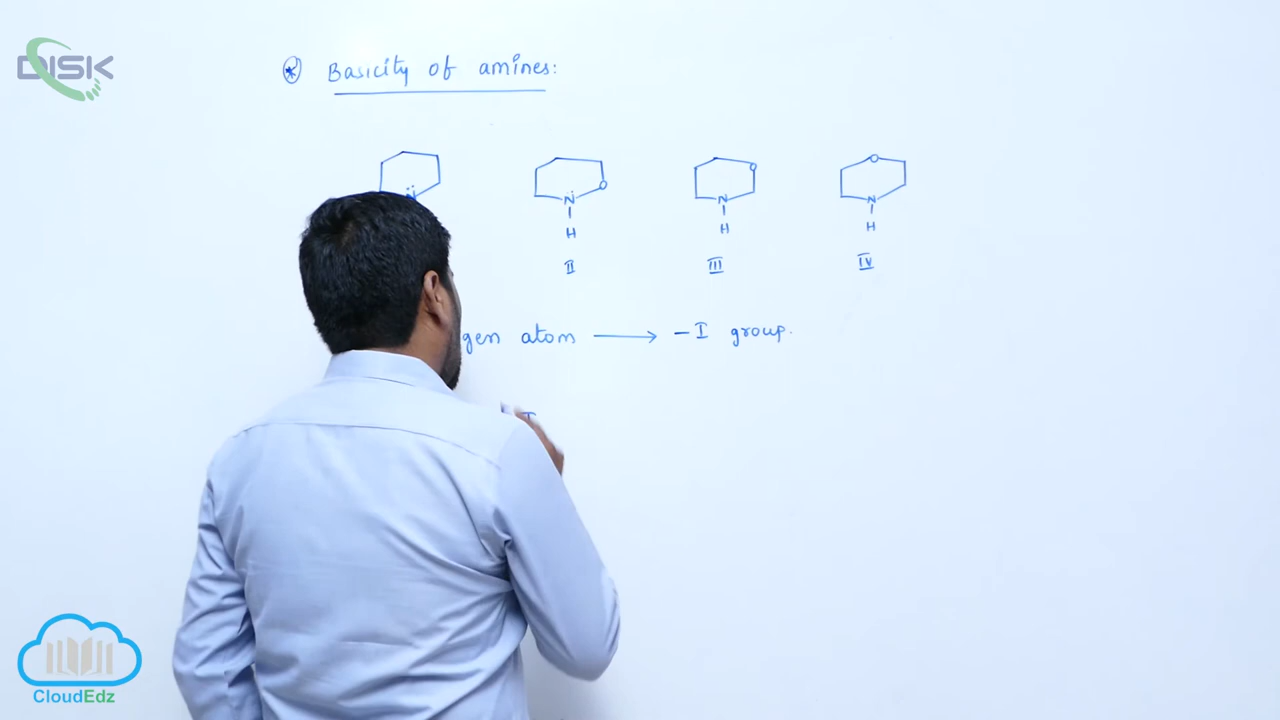 DISK
* Basicity of amines:
N̈ N̈ O N O N O
H H H
II III IV
gen atom ⟶ -I group.
I
CloudEdz